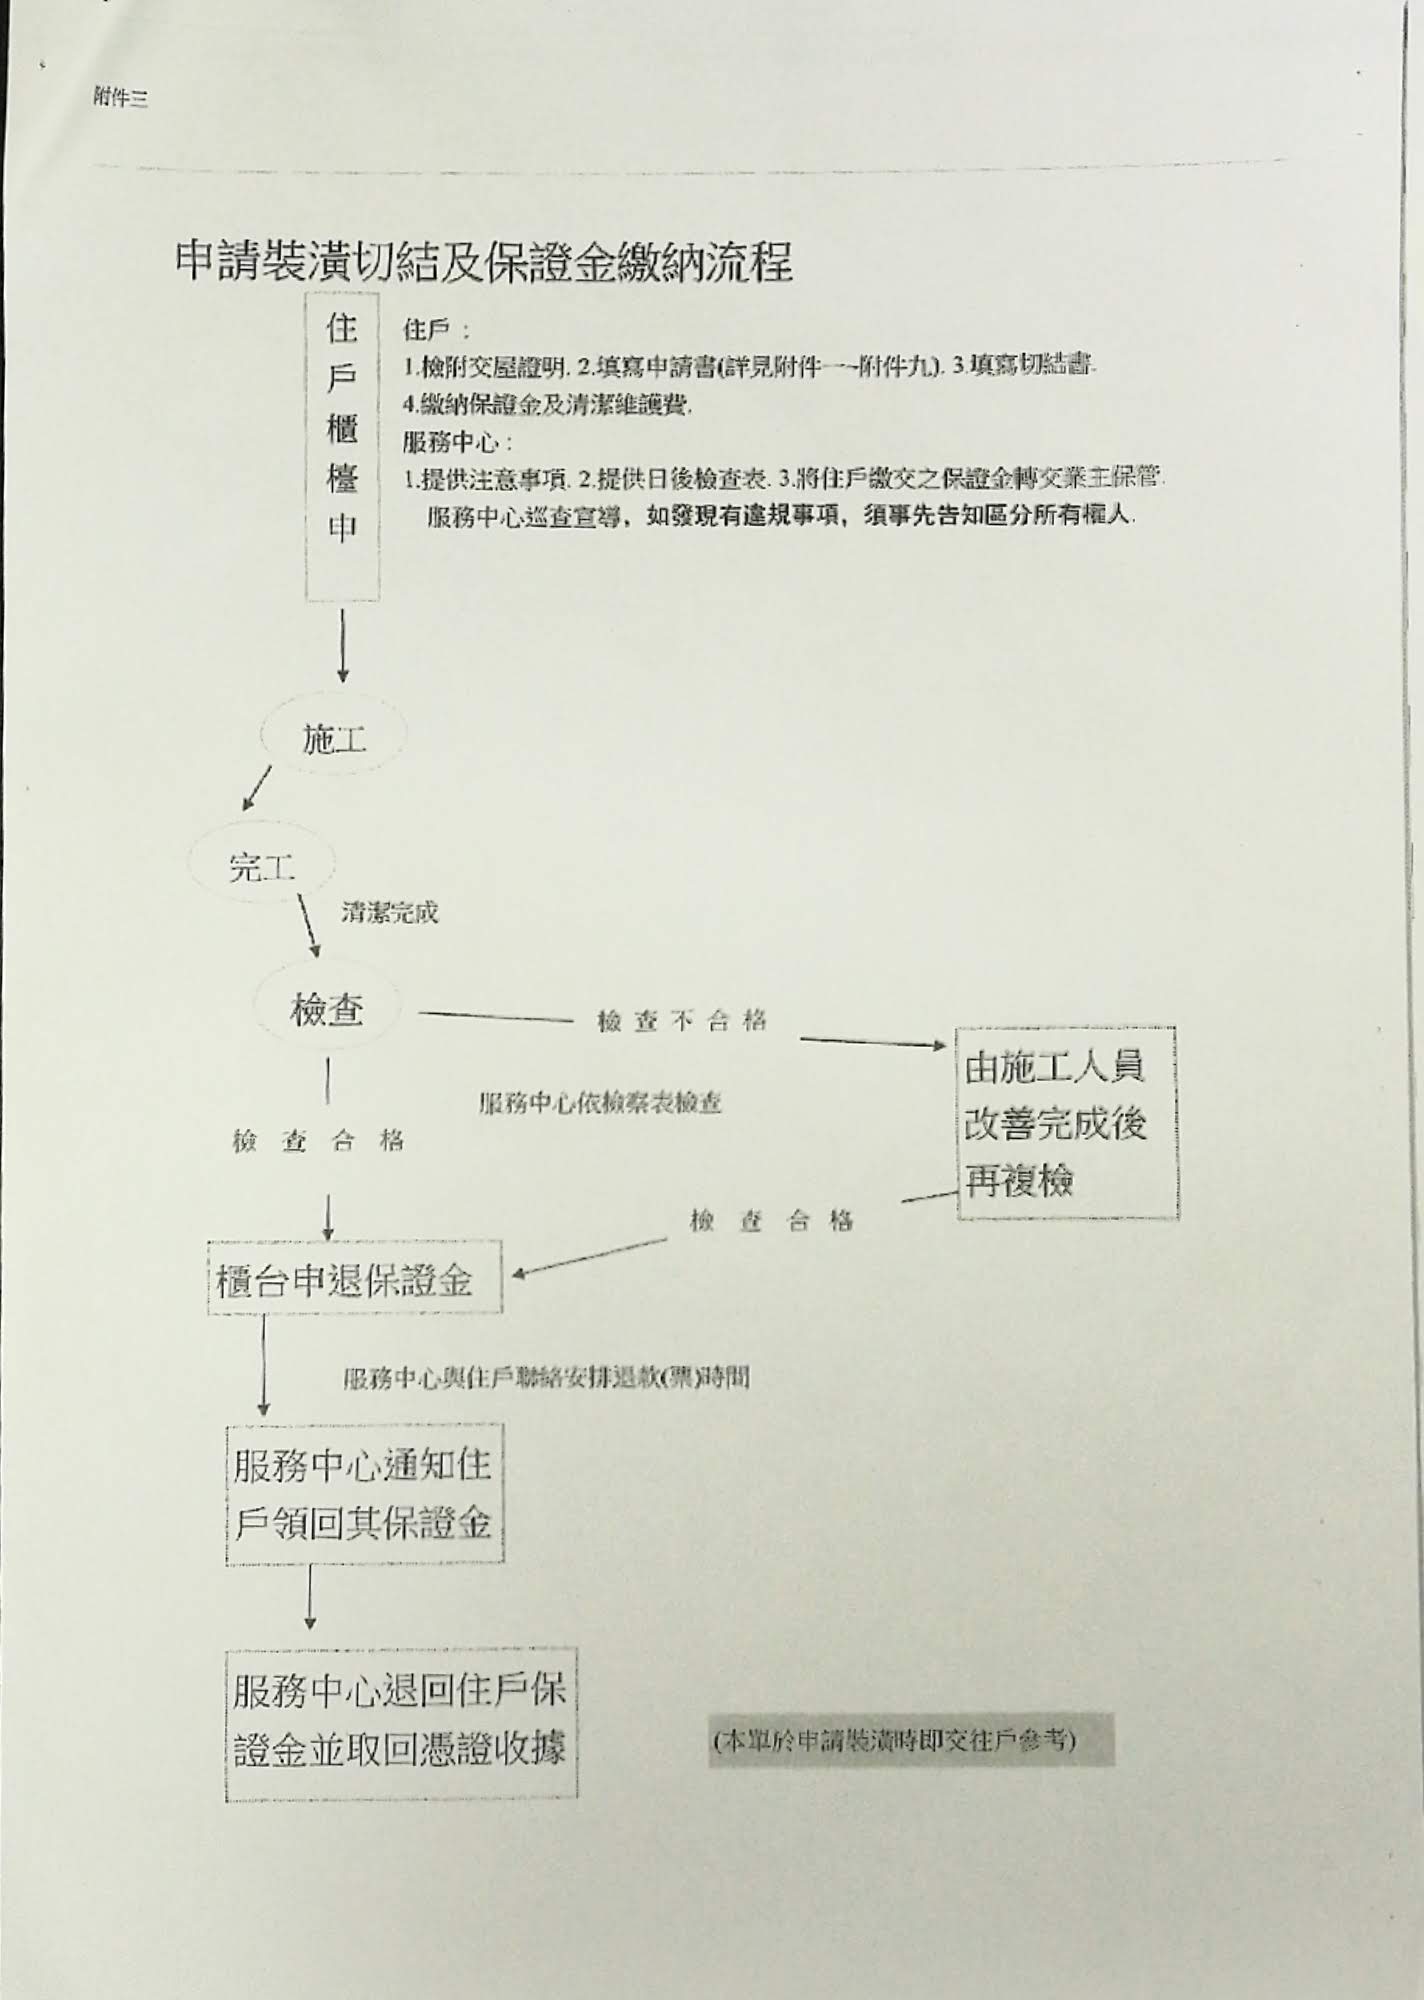 附件三
申請裝潢切結及保證金繳納流程
住戶櫃檯申
住戶：
1.檢附交屋證明. 2.填寫申請書(詳見附件一~附件九). 3.填寫切結書.
4.繳納保證金及清潔維護費.
服務中心：
1.提供注意事項. 2.提供日後檢查表. 3.將住戶繳交之保證金轉交業主保管.
服務中心巡查宣導，如發現有違規事項，須事先告知區分所有權人.
施工
完工
清潔完成
檢查
檢查不合格
由施工人員
改善完成後
再複檢
服務中心依檢察表檢查
檢查合格
檢查合格
櫃台申退保證金
服務中心與住戶聯絡安排退款(票)時間
服務中心通知住
戶領回其保證金
服務中心退回住戶保
證金並取回憑證收據
(本單於申請裝潢時即交住戶參考)